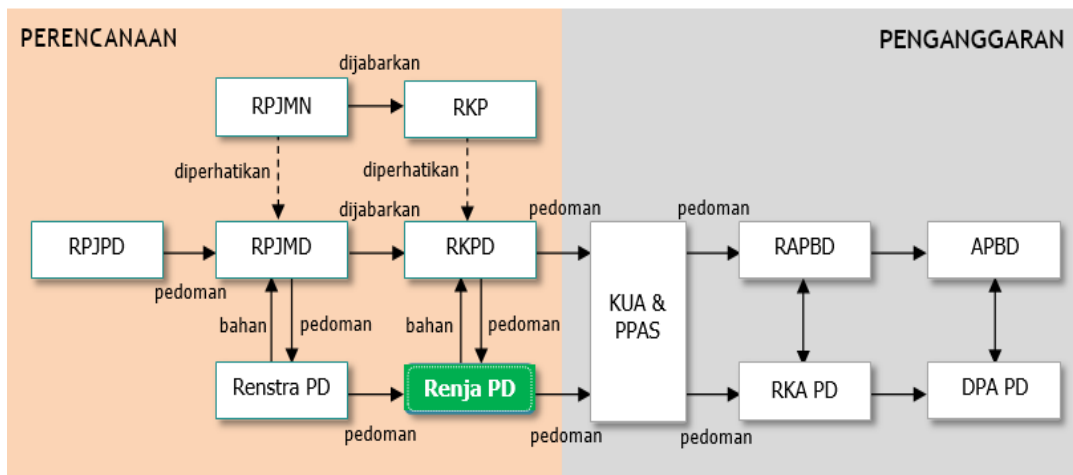 PERENCANAAN
PENGANGGARAN
dijabarkan
RPJMN
RKP
diperhatikan
diperhatikan
dijabarkan
pedoman
pedoman
RPJPD
RPJMD
RKPD
RAPBD
APBD
pedoman
KUA &
PPAS
bahan
pedoman
bahan
pedoman
Renstra PD
Renja PD
RKA PD
DPA PD
pedoman
pedoman
pedoman